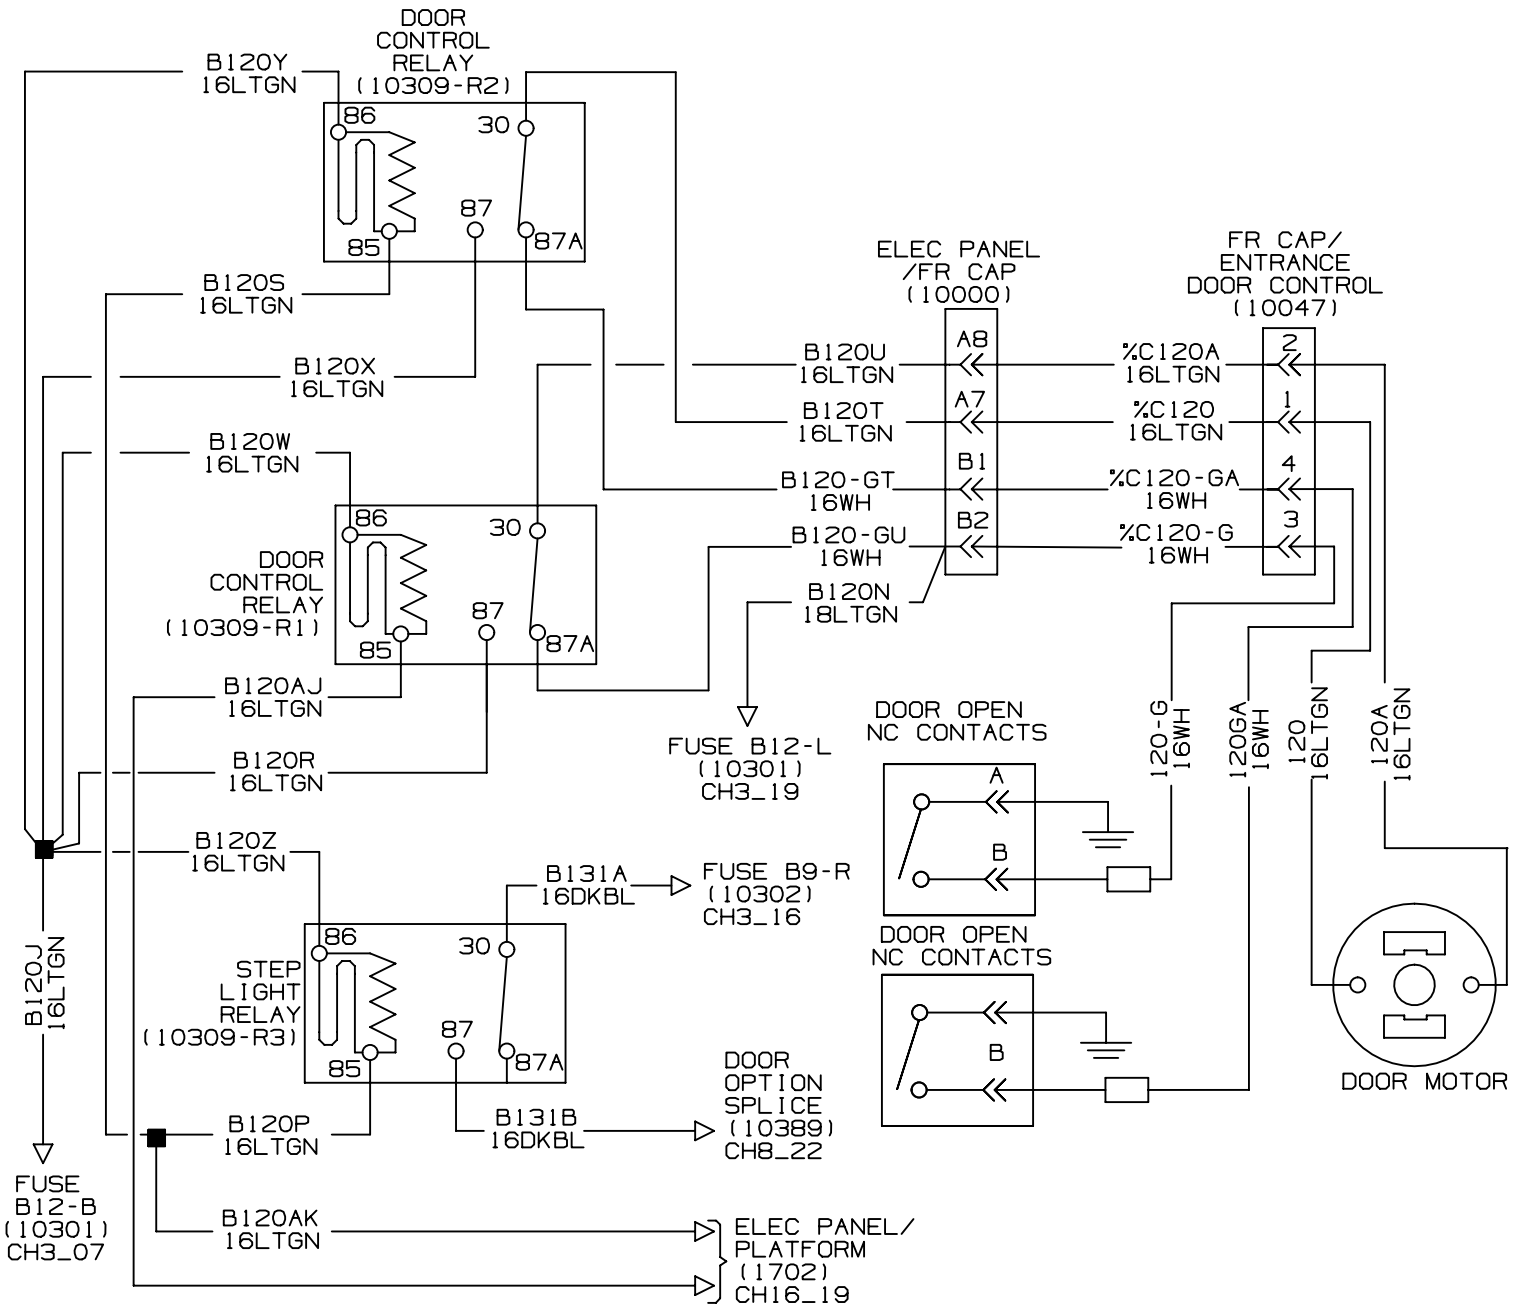 DOOR
CONTROL
RELAY
(10309-R2)
B120Y
16LTGN
86
30
87
85
87A
B120S
16LTGN
B120X
16LTGN
B120W
16LTGN
DOOR
CONTROL
RELAY
(10309-R1)
86
30
87
85
87A
B120AJ
16LTGN
B120R
16LTGN
B120Z
16LTGN
STEP
LIGHT
RELAY
(10309-R3)
86
30
87
85
87A
B131A
16DKBL
FUSE B9-R
(10302)
CH3_16
B120J
16LTGN
B120P
16LTGN
B131B
16DKBL
DOOR
OPTION
SPLICE
(10389)
CH8_22
FUSE
B12-B
(10301)
CH3_07
B120AK
16LTGN
ELEC PANEL/
PLATFORM
(1702)
CH16_19
ELEC PANEL
/FR CAP
(10000)
FR CAP/
ENTRANCE
DOOR CONTROL
(10047)
B120U
16LTGN
A8
%C120A
16LTGN
2
B120T
16LTGN
A7
%C120
16LTGN
1
B120-GT
16WH
B1
%C120-GA
16WH
4
B120-GU
16WH
B2
%C120-G
16WH
3
B120N
18LTGN
FUSE B12-L
(10301)
CH3_19
DOOR OPEN
NC CONTACTS
A
B
DOOR OPEN
NC CONTACTS
B
120-G
16WH
120GA
16WH
120
16LTGN
120A
16LTGN
DOOR MOTOR